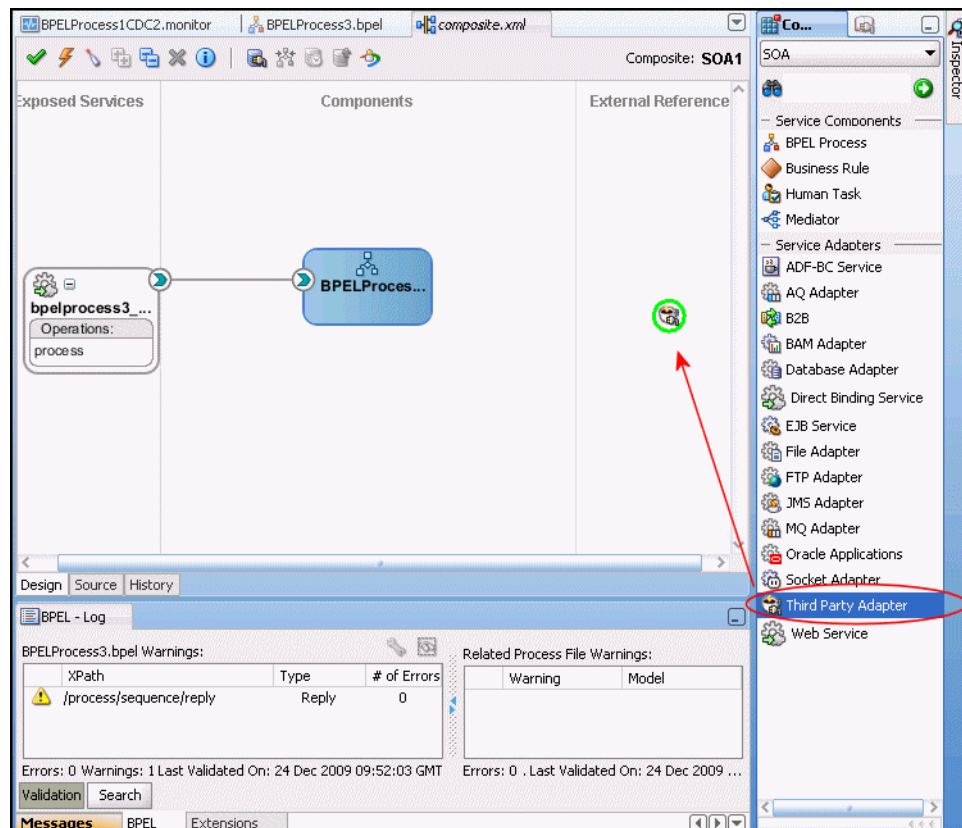 BPELProcess1CDC2.monitor
BPELProcess3.bpel
composite.xml
Composite: SOA1
Exposed Services
Components
External Reference
bpelprocess3_...
Operations:
process
BPELProces...
Design
Source
History
BPEL - Log
BPELProcess3.bpel Warnings:
XPath
Type
# of Errors
/process/sequence/reply
Reply
0
Related Process File Warnings:
Warning
Model
Errors: 0 Warnings: 1 Last Validated On: 24 Dec 2009 09:52:03 GMT
Errors: 0 . Last Validated On: 24 Dec 2009 ...
Validation
Search
Messages
BPEL
Extensions
Co...
SOA
Service Components
BPEL Process
Business Rule
Human Task
Mediator
Service Adapters
ADF-BC Service
AQ Adapter
B2B
BAM Adapter
Database Adapter
Direct Binding Service
EJB Service
File Adapter
FTP Adapter
JMS Adapter
MQ Adapter
Oracle Applications
Socket Adapter
Third Party Adapter
Web Service
Inspector